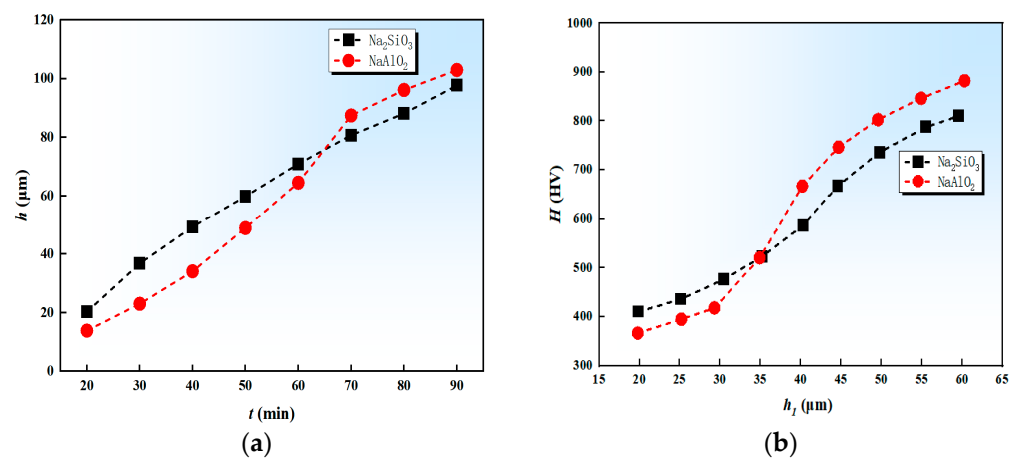 120
100
80
60
40
20
0
h (μm)
Na₂SiO₃
NaAlO₂
20 30 40 50 60 70 80 90
t (min)
(a)
1000
900
800
700
600
500
400
300
H (HV)
Na₂SiO₃
NaAlO₂
15 20 25 30 35 40 45 50 55 60 65
h₁ (μm)
(b)